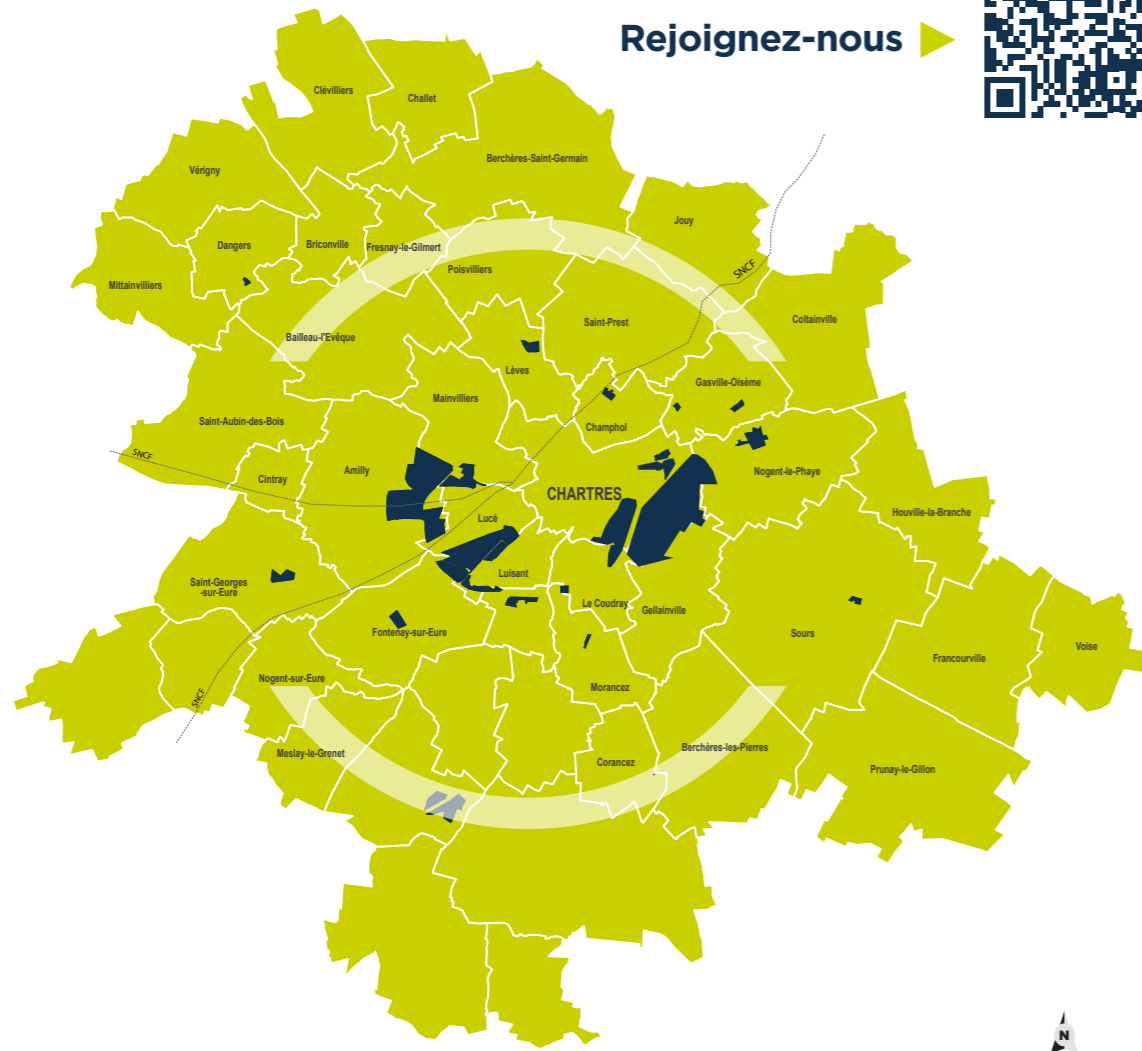 Rejoignez-nous
Clévilliers
Challet
Berchères-Saint-Germain
Vérigny
Jouy
Dangers
Briconville
Fresnay-le-Gilmert
Poisvilliers
SNCF
Mittainvilliers
Coltainville
Saint-Prest
Bailleau-l'Evêque
Lèves
Gasville-Oisème
Mainvilliers
Saint-Aubin-des-Bois
Champhol
SNCF
Cintray
Amilly
Nogent-le-Phaye
CHARTRES
Houville-la-Branche
Lucé
Luisant
Saint-Georges
-sur-Eure
Le Coudray
Gellainville
Fontenay-sur-Eure
Sours
Voise
Francourville
Nogent-sur-Eure
SNCF
Morancez
Meslay-le-Grenet
Berchères-les-Pierres
Corancez
Prunay-le-Gillon
N